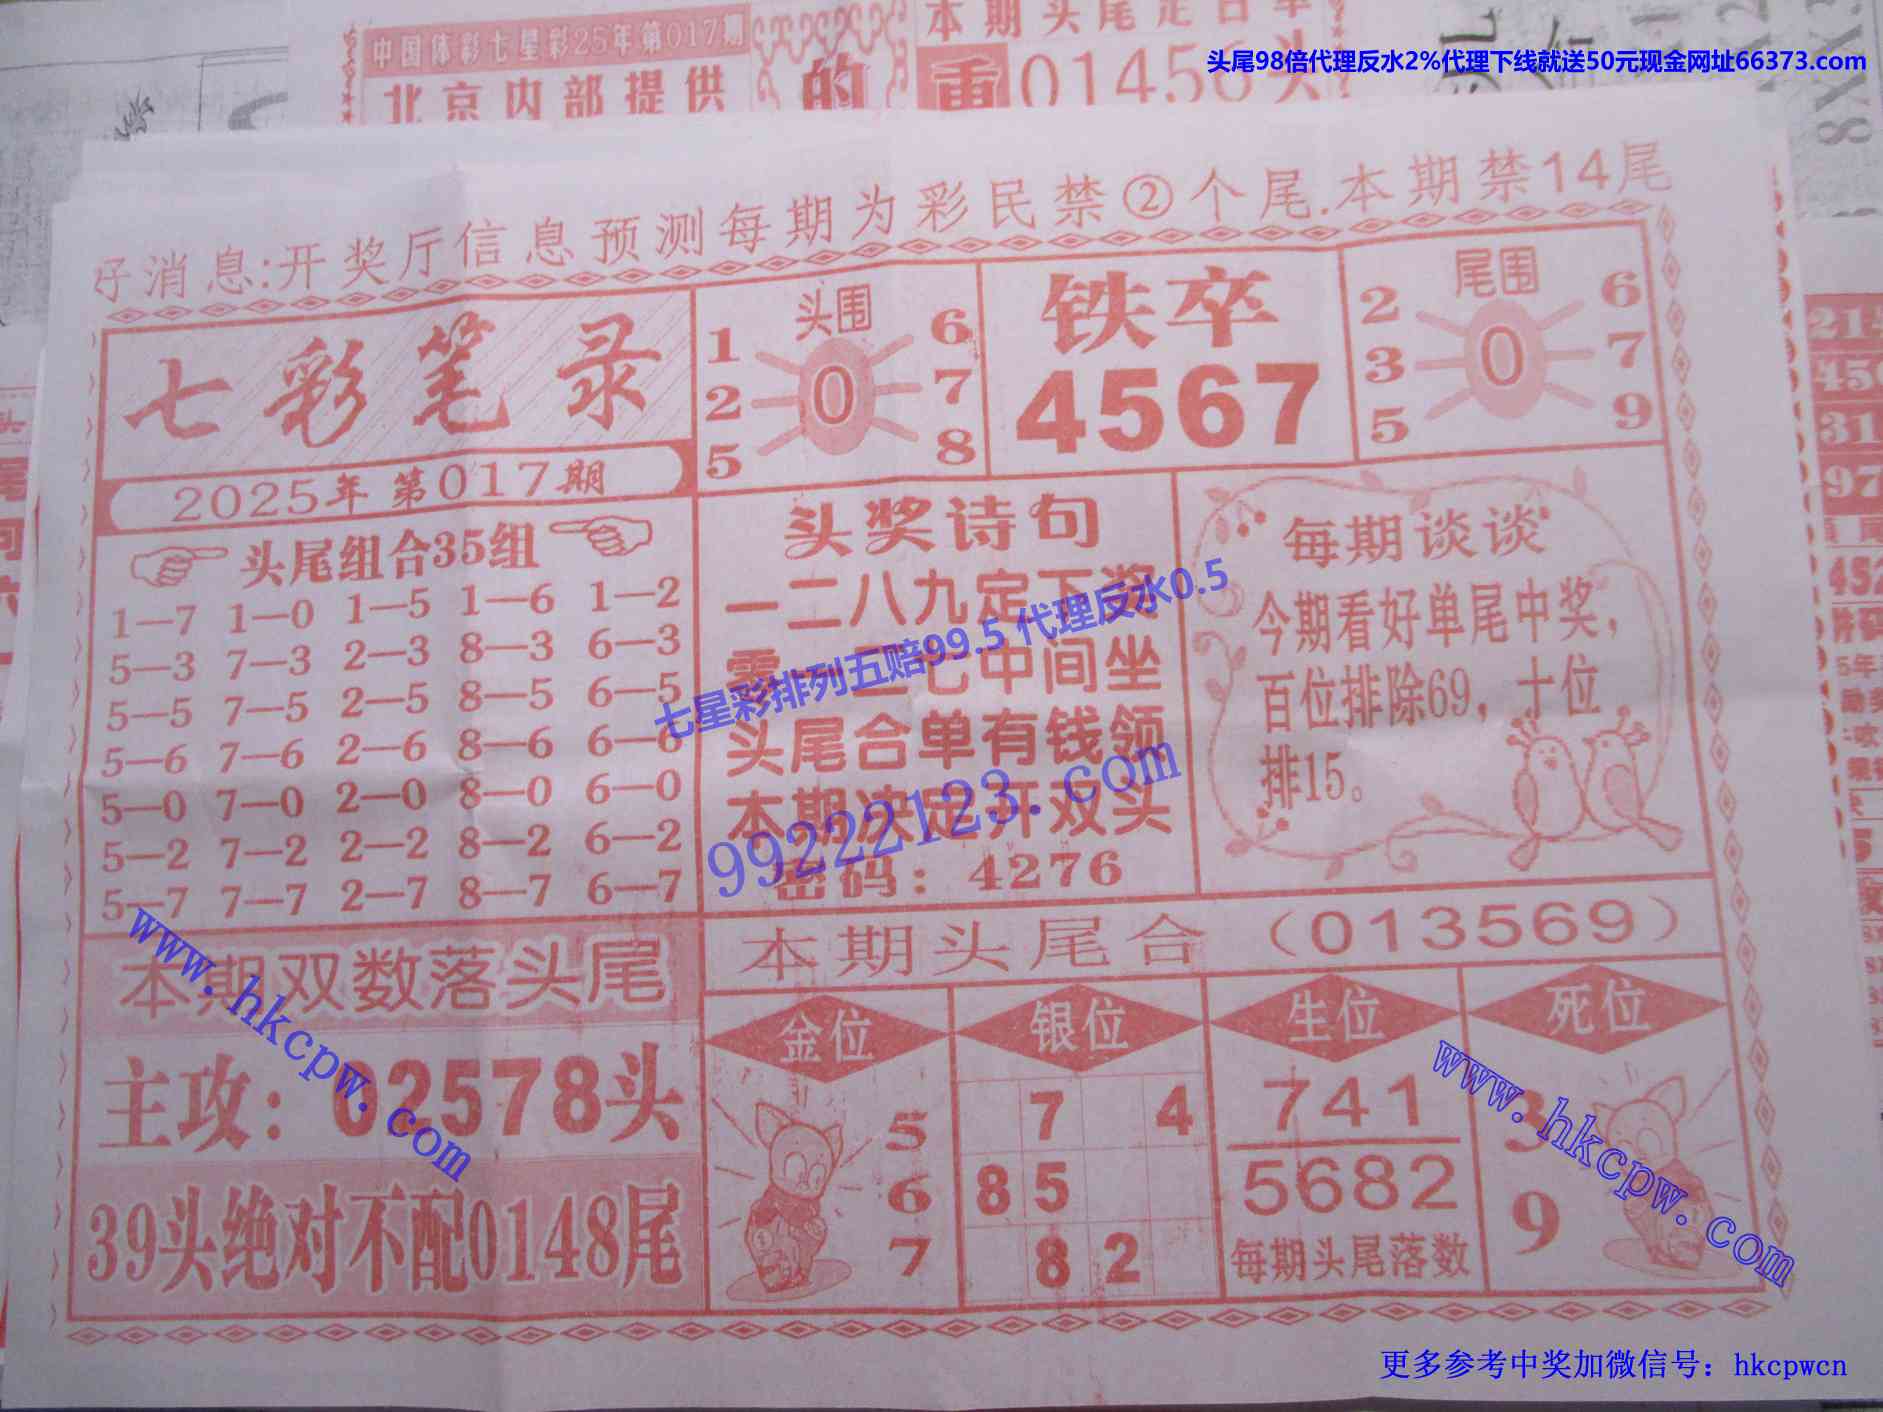 中国体彩七星彩25年第017期
北京内部提供
的
本期头尾定合单
重 01456头
头尾98倍代理反水2%代理下线就送50元现金网址66373.com
8XX
好消息:开奖厅信息预测每期为彩民禁②个尾.本期禁14尾
七彩笔录
2025年 第017期
头围
1 6
2 0 7
5 8
铁卒
4567
尾围
2 6
3 0 7
5 9
头尾组合35组
1—7 1—0 1—5 1—6 1—2
5—3 7—3 2—3 8—3 6—3
5—5 7—5 2—5 8—5 6—5
5—6 7—6 2—6 8—6 6—6
5—0 7—0 2—0 8—0 6—0
5—2 7—2 2—2 8—2 6—2
5—7 7—7 2—7 8—7 6—7
头奖诗句
一二八九定下奖
零 七中间坐
头尾合单有钱领
本期决定开双头
密码：4276
七星彩排列五赔99.5 代理反水0.5
99222123.com
每期谈谈
今期看好单尾中奖，
百位排除69，十位
排15。
本期头尾合（013569）
本期双数落头尾
主攻：02578头
39头绝对不配0148尾
www.hkcpw.com
金位
5
6
7
银位
7 4
8 5
8 2
生位
741
5682
每期头尾落数
死位
3
9
www.hkcpw.com
更多参考中奖加微信号：hkcpwcn